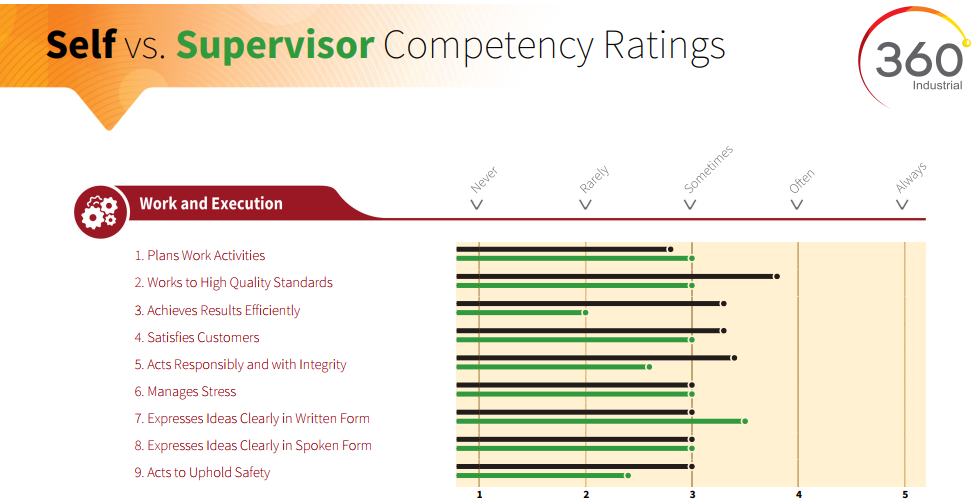 Self vs. Supervisor Competency Ratings
360
Industrial
Never
Rarely
Sometimes
Often
Always
Work and Execution
1. Plans Work Activities
2. Works to High Quality Standards
3. Achieves Results Efficiently
4. Satisfies Customers
5. Acts Responsibly and with Integrity
6. Manages Stress
7. Expresses Ideas Clearly in Written Form
8. Expresses Ideas Clearly in Spoken Form
9. Acts to Uphold Safety
1 2 3 4 5